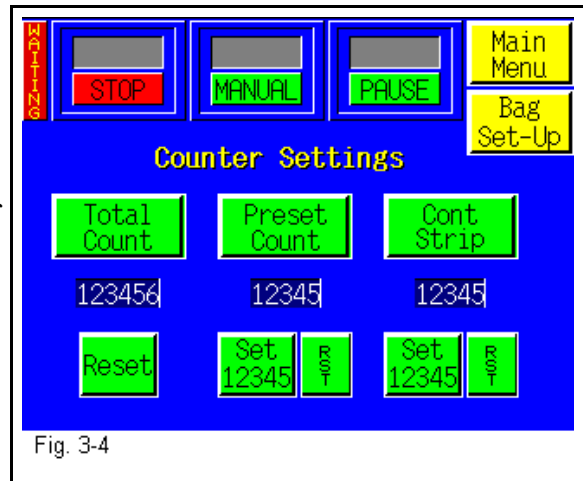 WAITING
STOP MANUAL PAUSE
Main
Menu
Bag
Set-Up
Counter Settings
Total Preset Cont
Count Count Strip
123456 12345 12345
Reset Set RST Set RST
12345 12345
Fig. 3-4